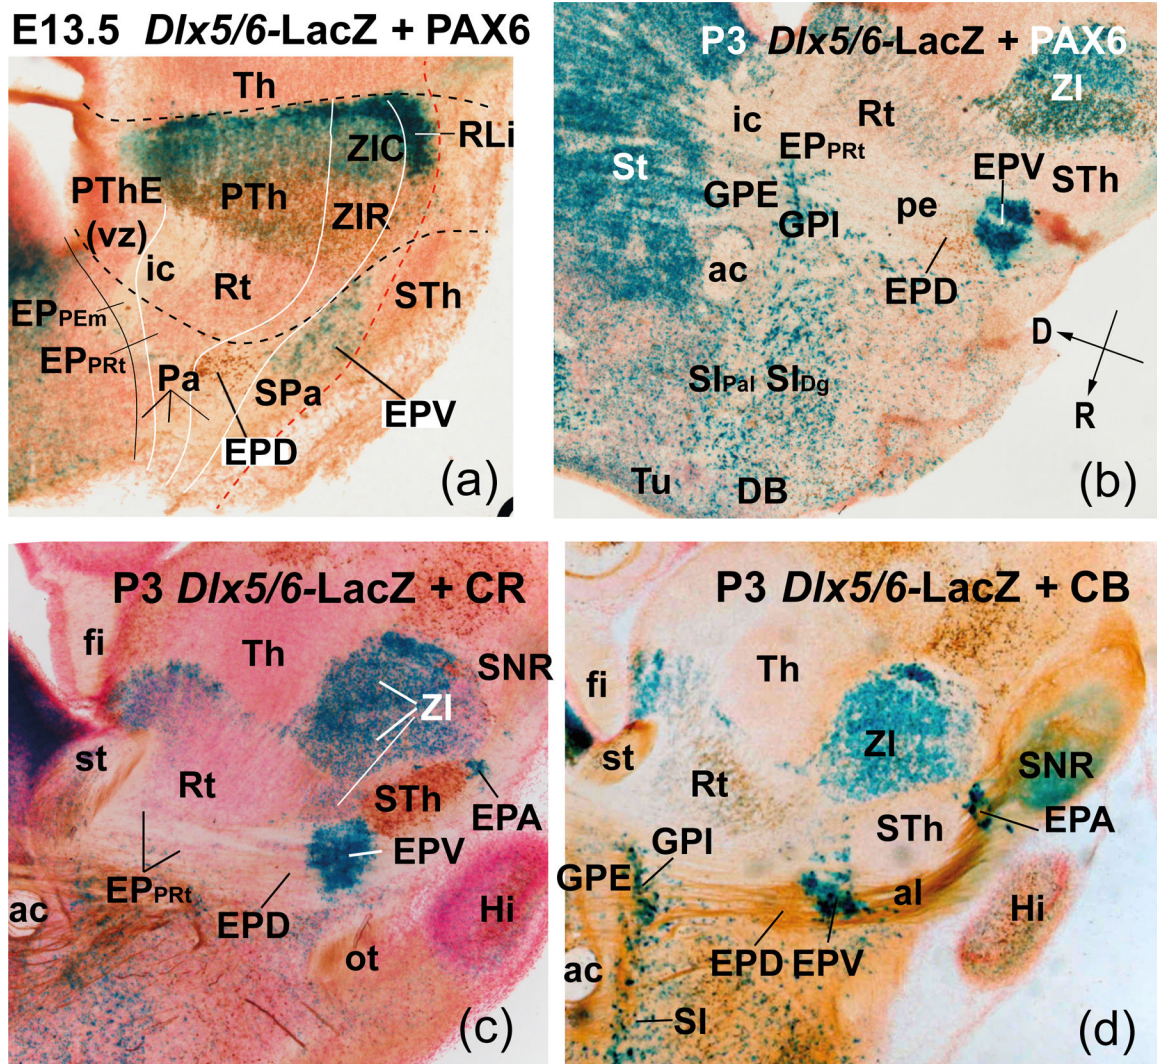 E13.5 Dlx5/6-LacZ + PAX6
Th
ZIC
RLi
PThE
(vz)
PTh
ZIR
ic
Rt
STh
EPPEm
EPPRt
Pa
SPa
EPV
EPD
(a)
P3 Dlx5/6-LacZ + PAX6
ZI
ic
Rt
EPPRt
St
EPV
STh
GPE
GPI
pe
ac
EPD
D
R
SIPal SIDg
Tu
DB
(b)
P3 Dlx5/6-LacZ + CR
fi
Th
SNR
ZI
st
Rt
STh
EPA
EPV
EPPRt
ac
EPD
Hi
ot
(c)
P3 Dlx5/6-LacZ + CB
fi
Th
ZI
st
SNR
Rt
STh
EPA
GPI
GPE
al
Hi
EPD EPV
ac
SI
(d)